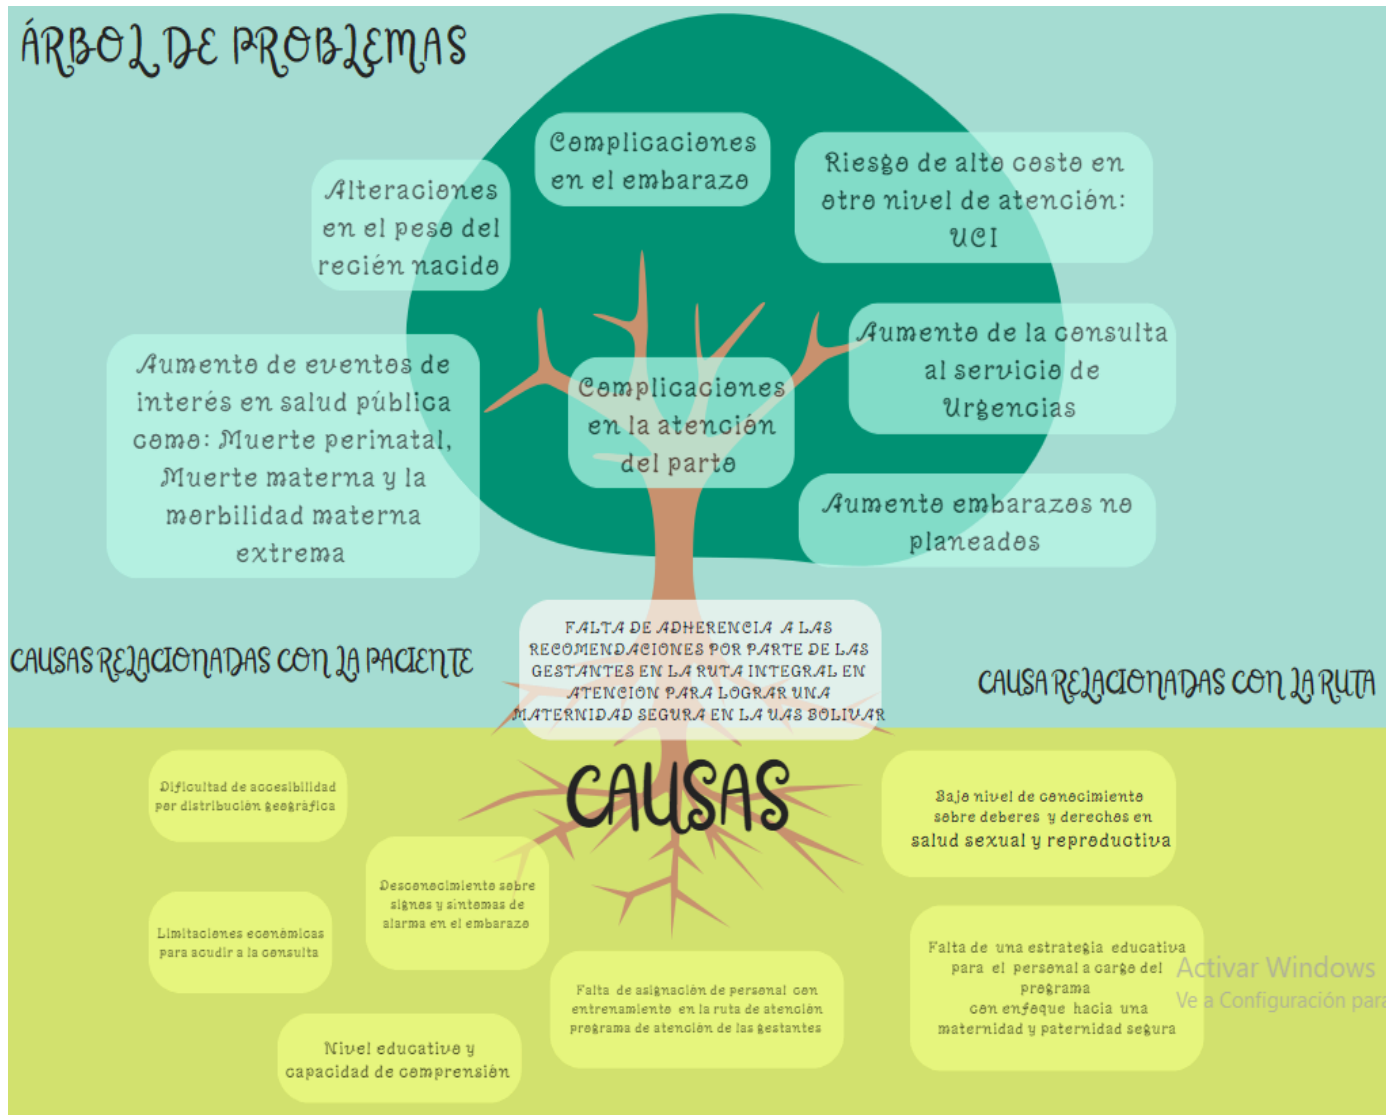 ÁRBOL DE PROBLEMAS
Complicaciones
en el embarazo
Riesgo de alto costo en
otro nivel de atención:
UCI
Alteraciones
en el peso del
recién nacido
Aumento de la consulta
al servicio de
Urgencias
Aumento de eventos de
interés en salud pública
como: Muerte perinatal,
Muerte materna y la
morbilidad materna
extrema
Complicaciones
en la atención
del parto
Aumento embarazos no
planeados
FALTA DE ADHERENCIA A LAS
RECOMENDACIONES POR PARTE DE LAS
GESTANTES EN LA RUTA INTEGRAL EN
ATENCION PARA LOGRAR UNA
MATERNIDAD SEGURA EN LA UAS BOLIVAR
CAUSAS RELACIONADAS CON LA PACIENTE
CAUSA RELACIONADAS CON LA RUTA
CAUSAS
Dificultad de accesibilidad
por distribución geográfica
Bajo nivel de conocimiento
sobre deberes y derechos en
salud sexual y reproductiva
Desconocimiento sobre
signos y síntomas de
alarma en el embarazo
Limitaciones económicas
para acudir a la consulta
Falta de asignación de personal con
entrenamiento en la ruta de atención
programa de atención de las gestantes
Falta de una estrategia educativa
para el personal a cargo del
programa
con enfoque hacia una
maternidad y paternidad segura
Nivel educativo y
capacidad de comprensión
Activar Windows
Ve a Configuración para